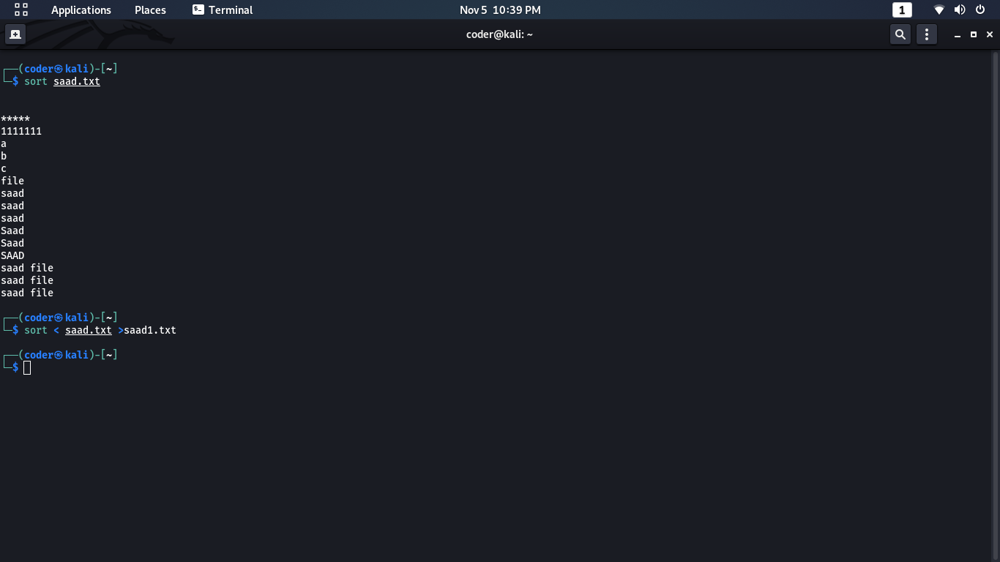 Applications Places Terminal Nov 5 10:39 PM 1
coder@kali: ~
┌──(coder㉿kali)-[~]
└─$ sort saad.txt
*****
1111111
a
b
c
file
saad
saad
saad
Saad
Saad
SAAD
saad file
saad file
saad file
┌──(coder㉿kali)-[~]
└─$ sort < saad.txt >saad1.txt
┌──(coder㉿kali)-[~]
└─$